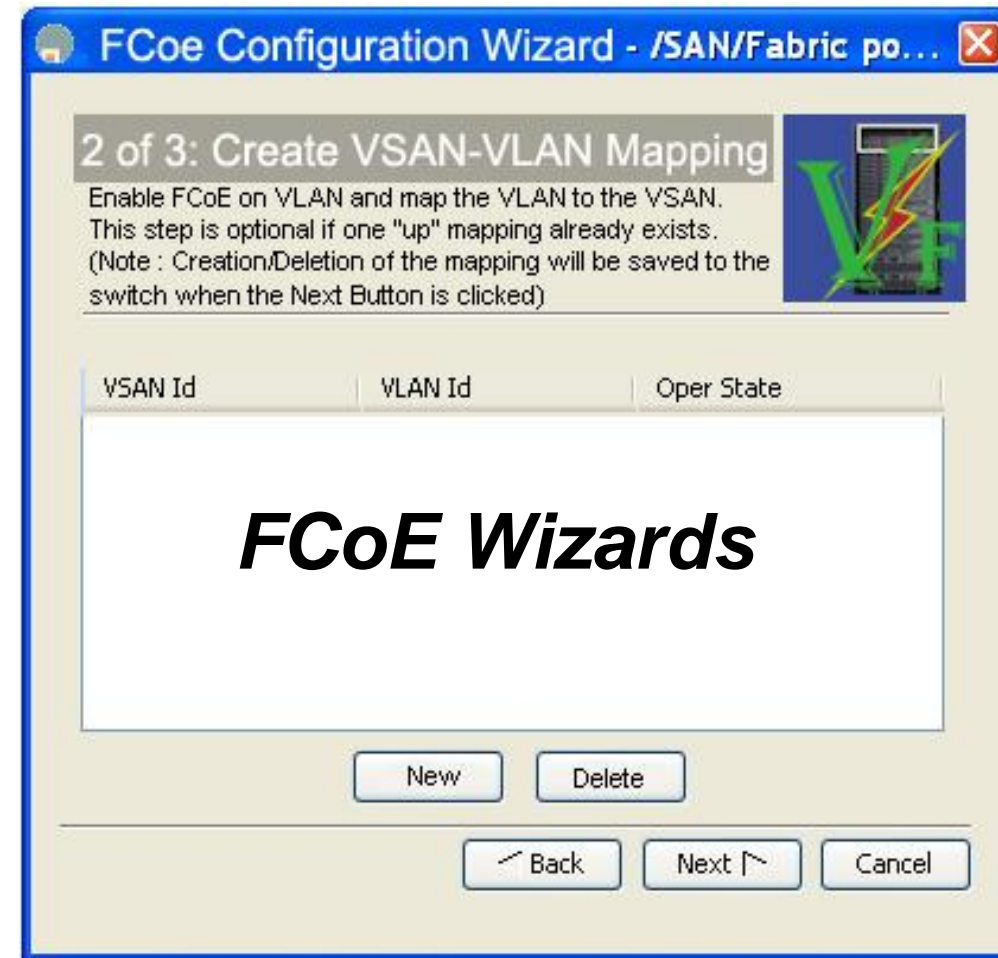 FCoe Configuration Wizard - /SAN/Fabric po...
2 of 3: Create VSAN-VLAN Mapping
Enable FCoE on VLAN and map the VLAN to the VSAN.
This step is optional if one "up" mapping already exists.
(Note : Creation/Deletion of the mapping will be saved to the
switch when the Next Button is clicked)
VF
VSAN Id VLAN Id Oper State
FCoE Wizards
New Delete
Back Next Cancel